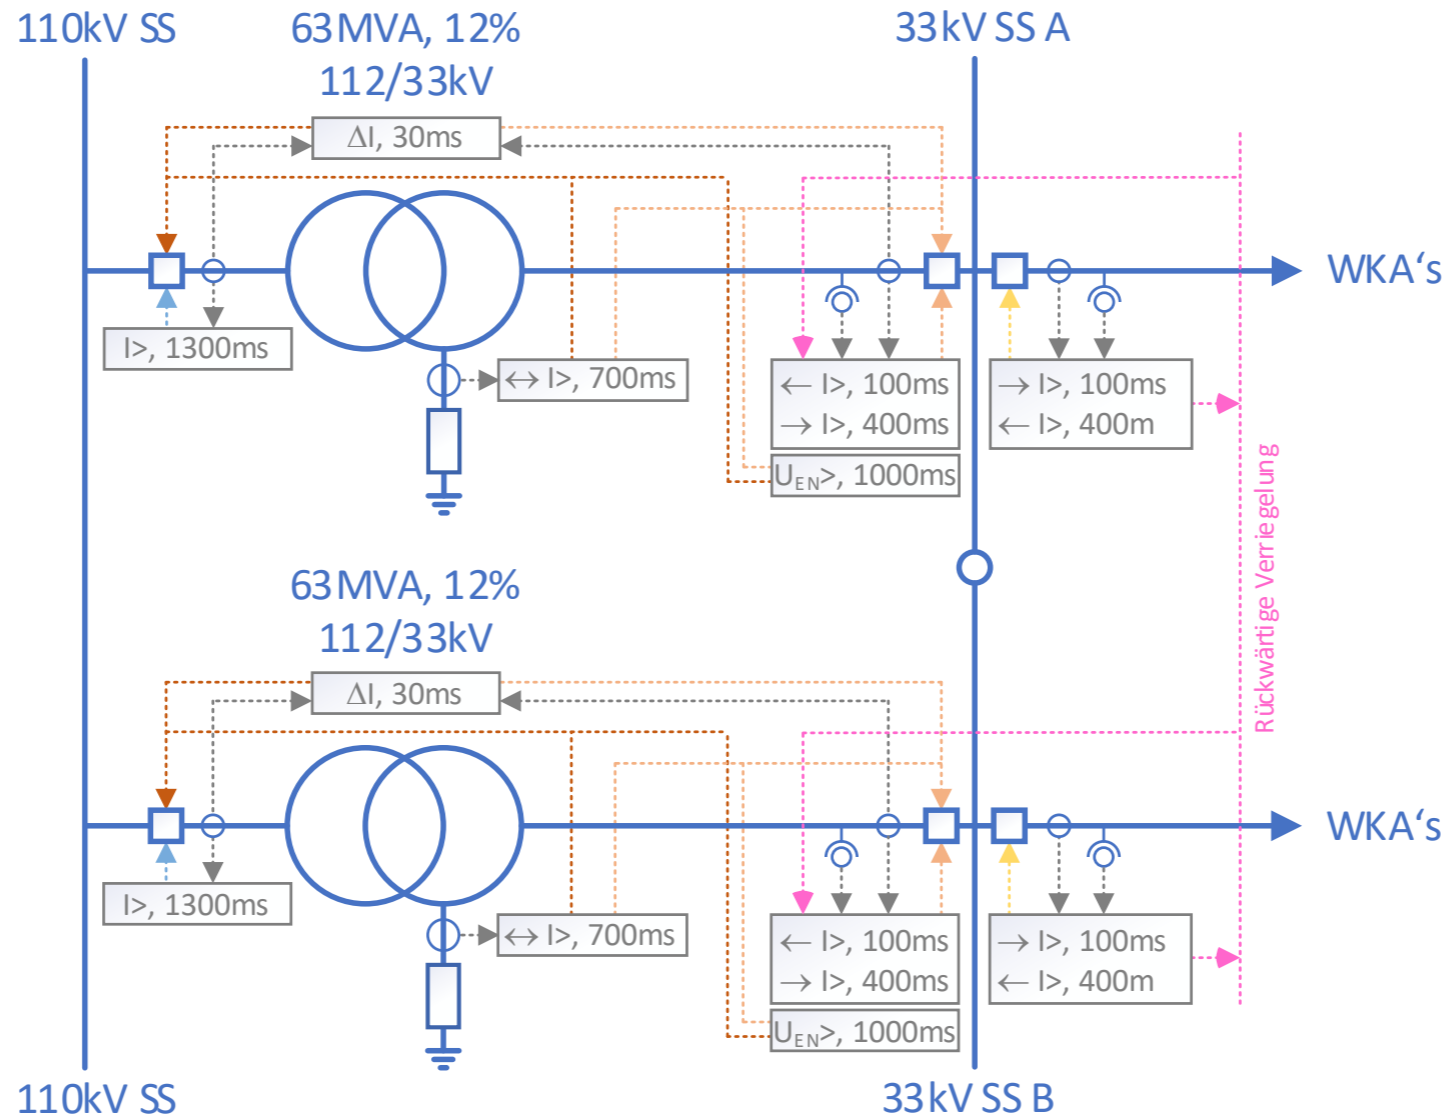 110kV SS
63MVA, 12%
112/33kV
33kV SS A
ΔI, 30ms
WKA‘s
I>, 1300ms
↔ I>, 700ms
← I>, 100ms
→ I>, 400ms
U_EN>, 1000ms
→ I>, 100ms
← I>, 400m
Rückwärtige Verriegelung
63MVA, 12%
112/33kV
ΔI, 30ms
WKA‘s
I>, 1300ms
↔ I>, 700ms
← I>, 100ms
→ I>, 400ms
U_EN>, 1000ms
→ I>, 100ms
← I>, 400m
110kV SS
33kV SS B